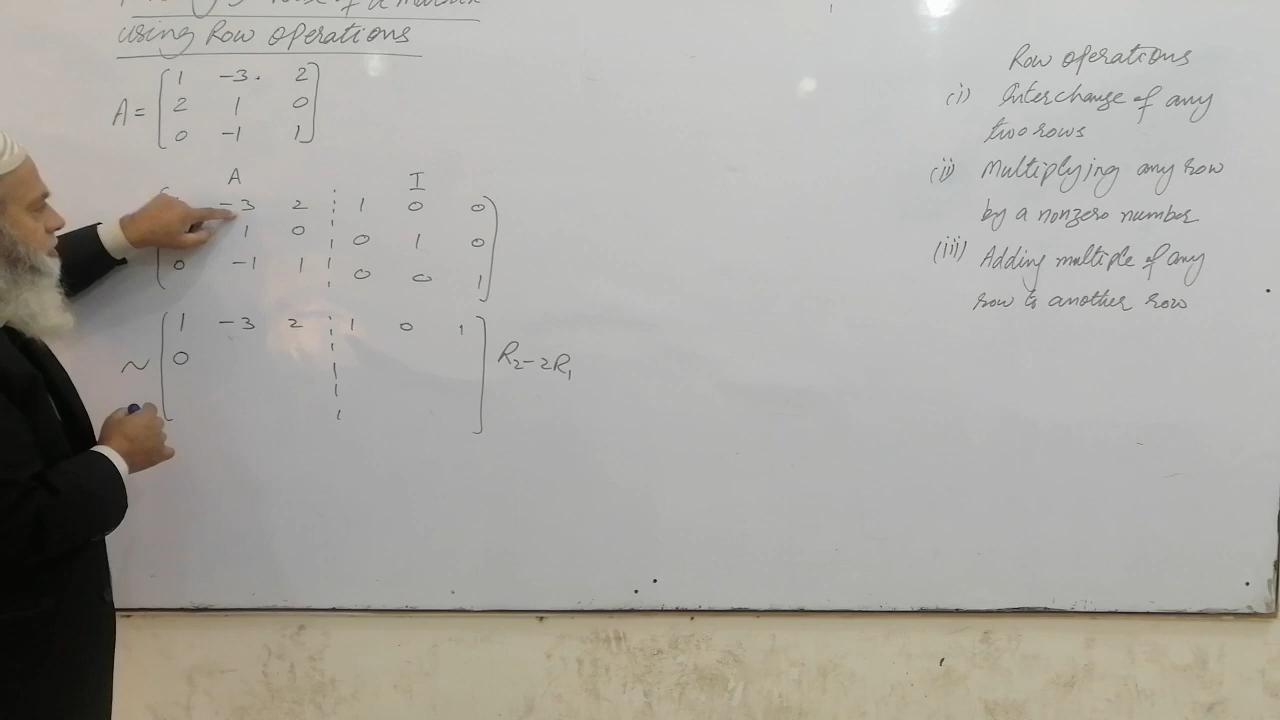 of a
using Row operations
A = [ 1 -3. 2
2 1 0
0 -1 1 ]
A I
-3 2 1 0 0
1 0 0 1 0
0 -1 1 0 0 1
~ [ 1 -3 2 1 0 1
0 ] R2-2R1
Row operations
(i) Interchange of any
two rows
(ii) Multiplying any row
by a nonzero number
(iii) Adding multiple of any
row to another row